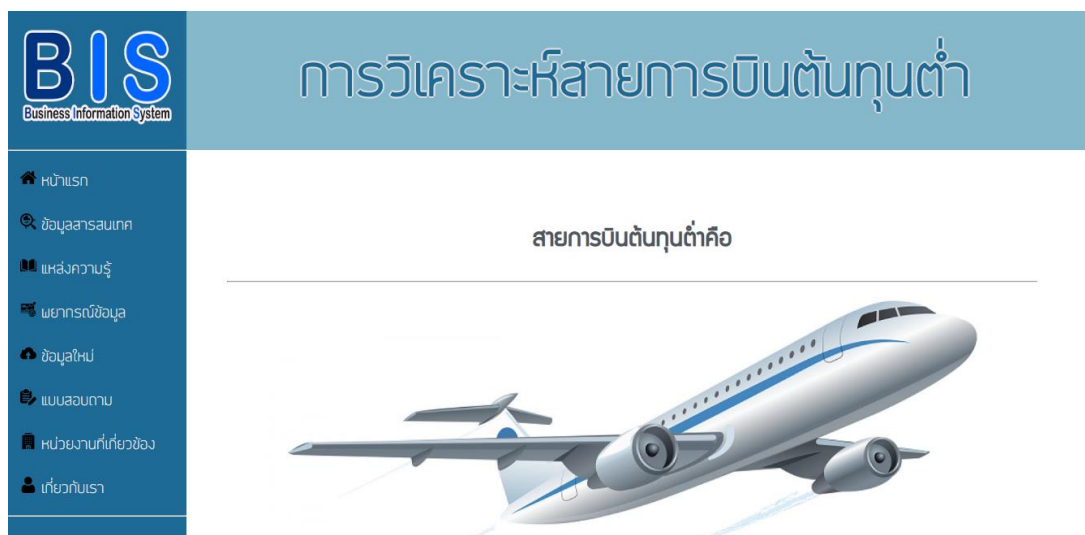 BIS
Business Information System
การวิเคราะห์สายการบินต้นทุนต่ำ
หน้าแรก
ข้อมูลสารสนเทศ
แหล่งความรู้
พยากรณ์ข้อมูล
ข้อมูลใหม่
แบบสอบถาม
หน่วยงานที่เกี่ยวข้อง
เกี่ยวกับเรา
สายการบินต้นทุนต่ำคือ